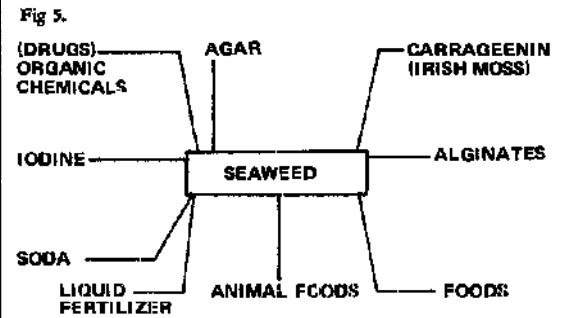 Fig 5.
(DRUGS)
ORGANIC
CHEMICALS
AGAR
CARRAGEENIN
(IRISH MOSS)
IODINE
SEAWEED
ALGINATES
SODA
LIQUID
FERTILIZER
ANIMAL FOODS
FOODS